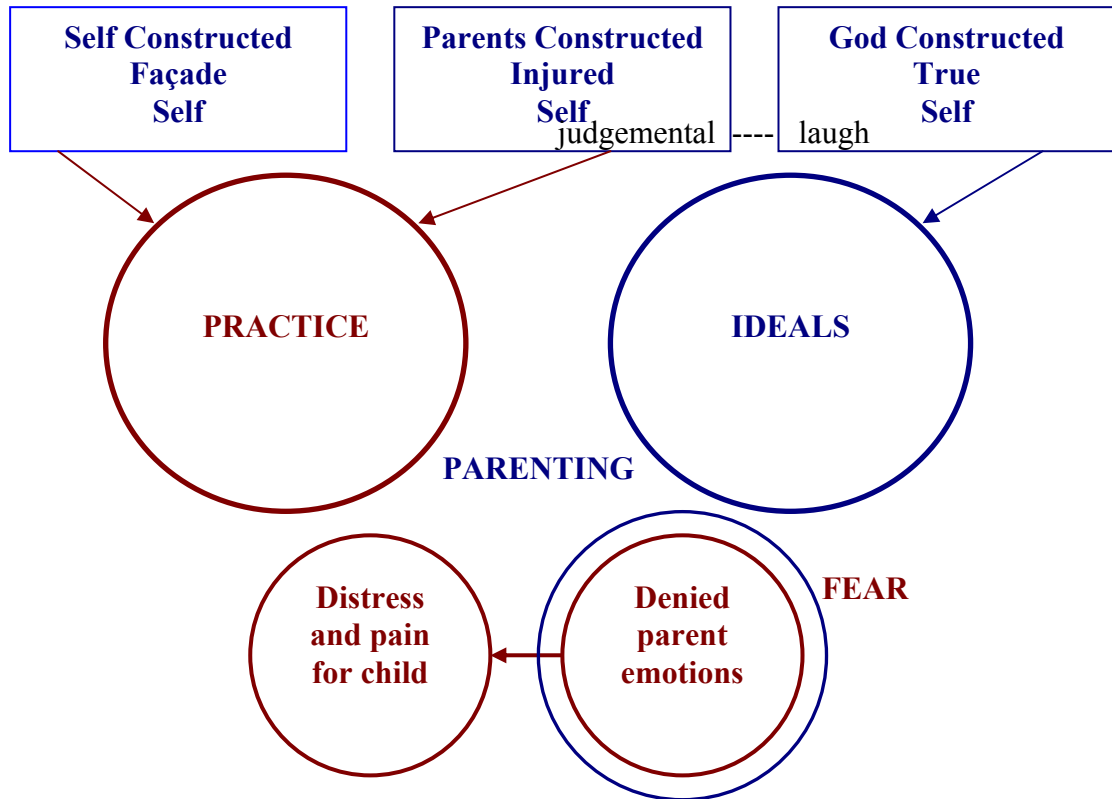 Self Constructed
Façade
Self
Parents Constructed
Injured
Self
God Constructed
True
Self
judgemental ---- laugh
PRACTICE
IDEALS
PARENTING
Distress
and pain
for child
Denied
parent
emotions
FEAR